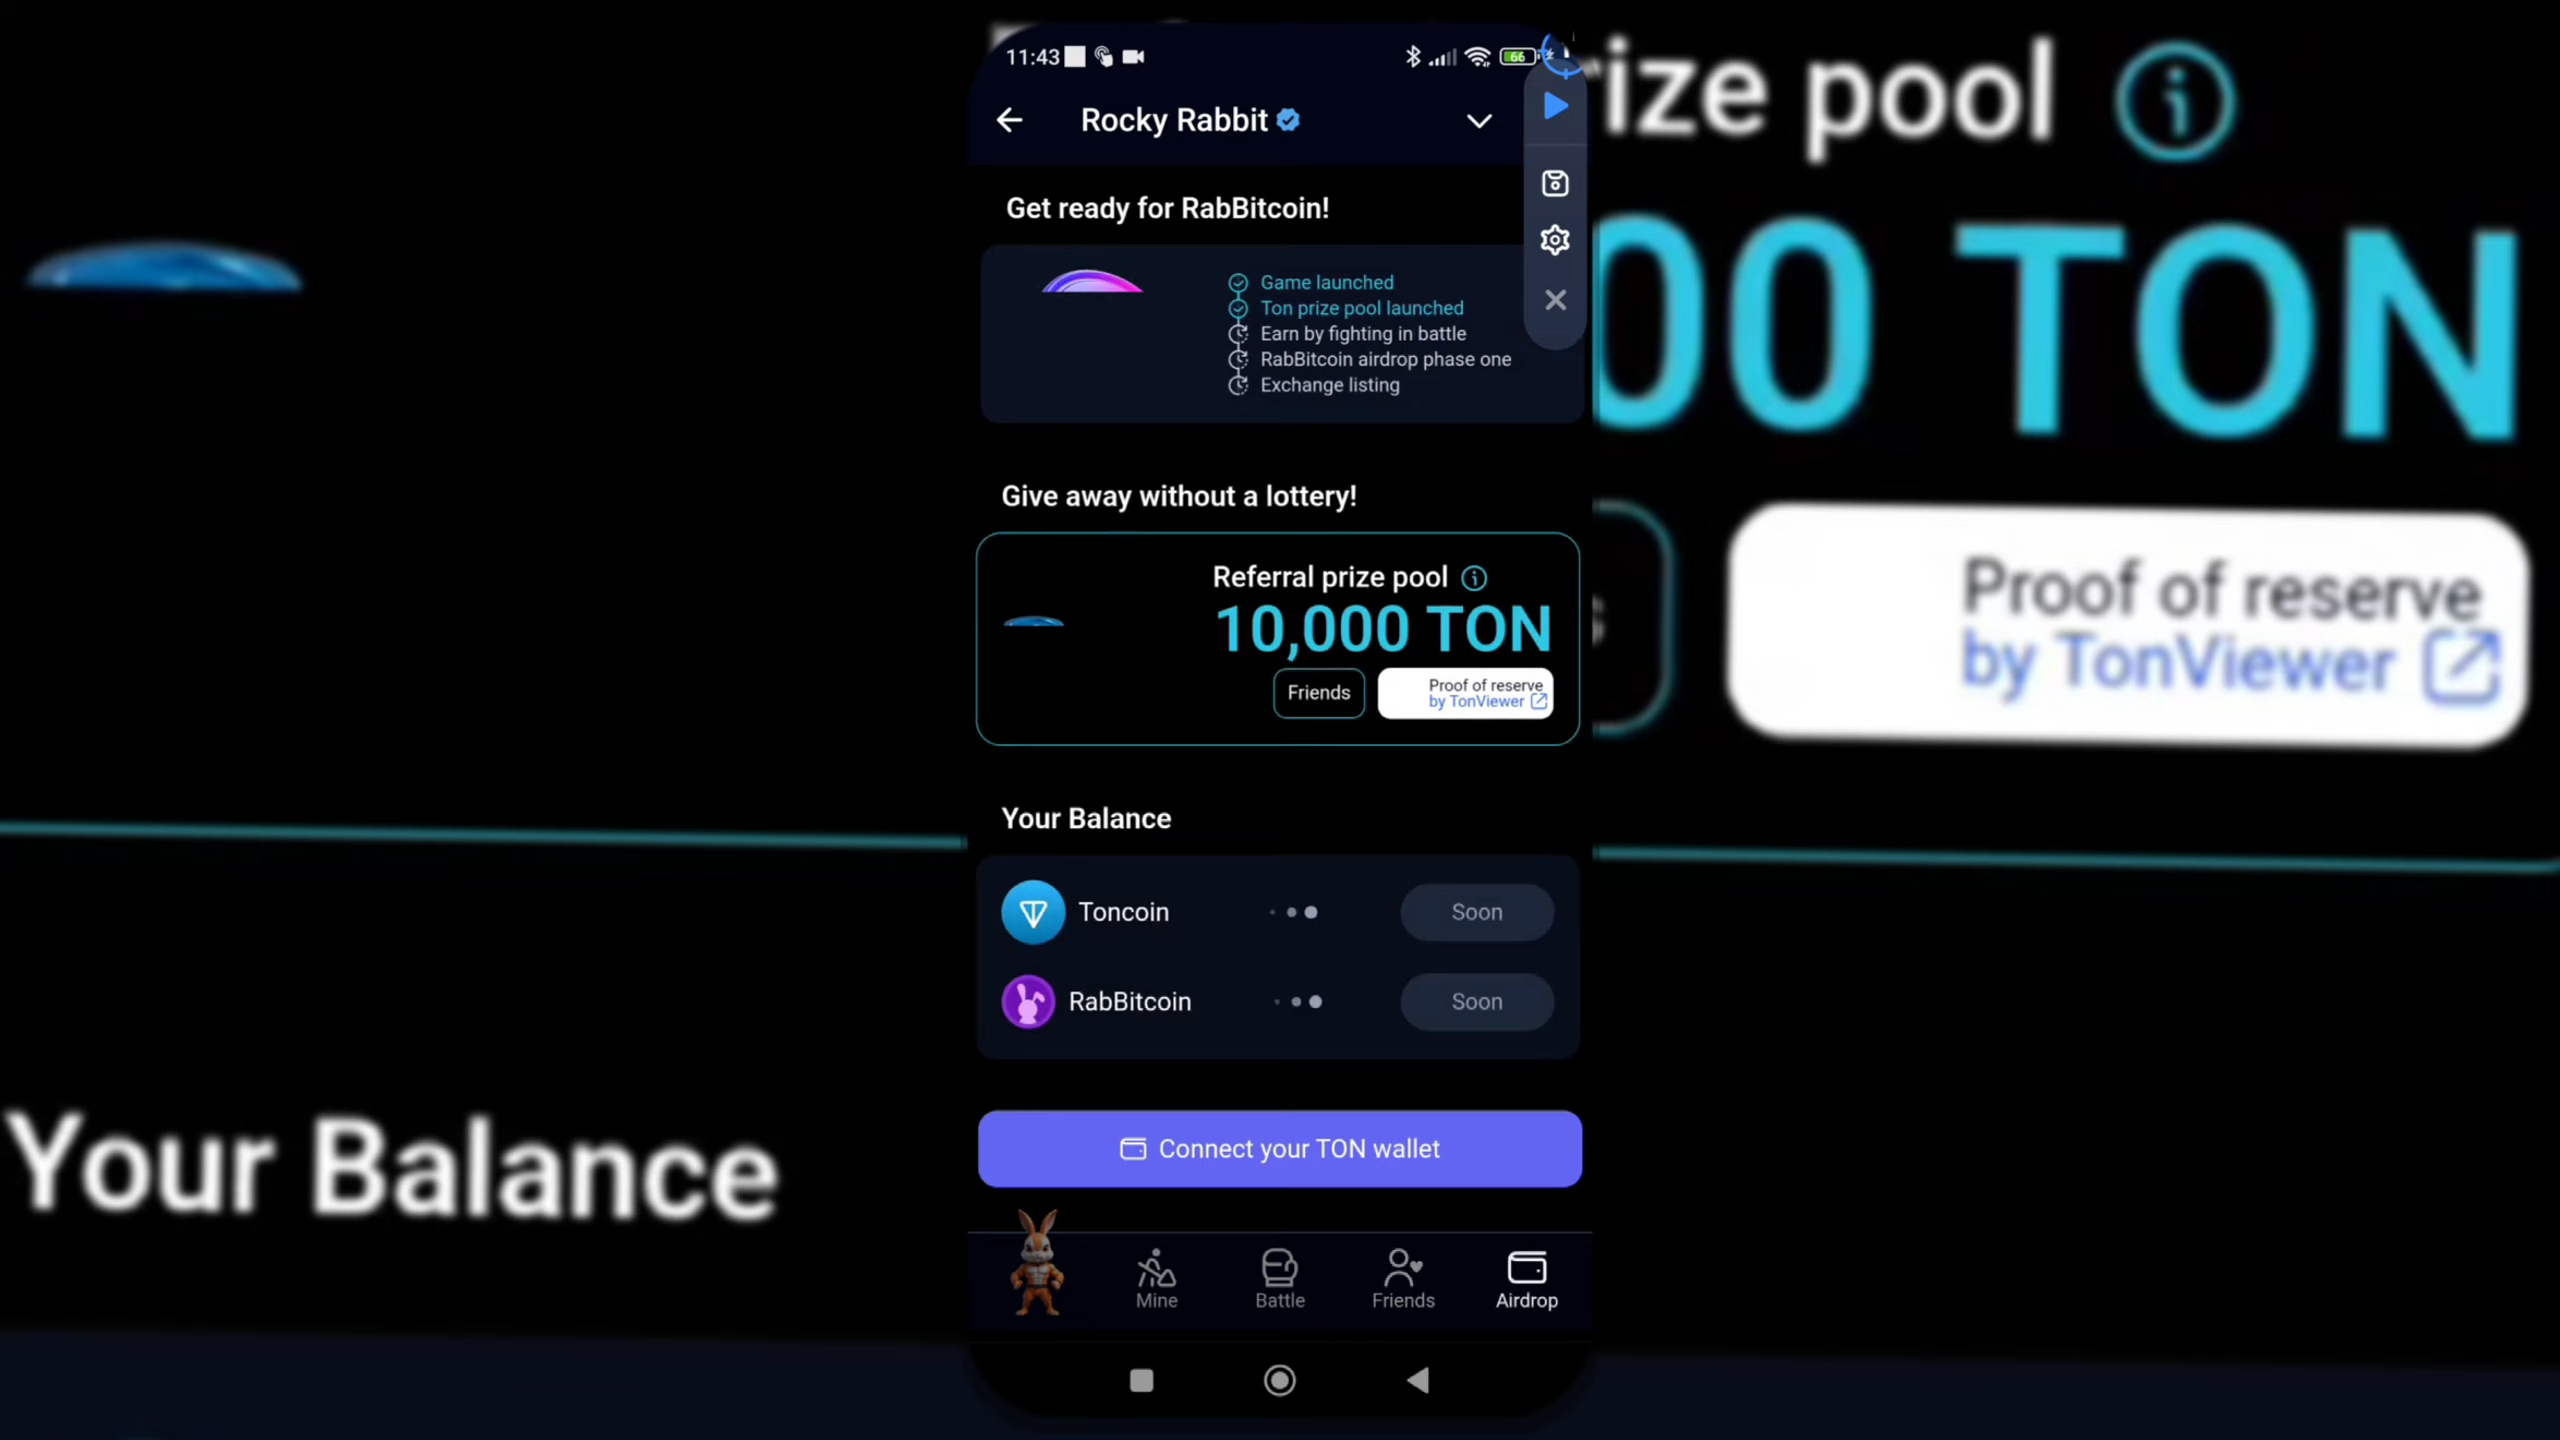 11:43
66
Rocky Rabbit
Get ready for RabBitcoin!
Game launched
Ton prize pool launched
Earn by fighting in battle
RabBitcoin airdrop phase one
Exchange listing
Give away without a lottery!
Referral prize pool
10,000 TON
Friends
Proof of reserve
by TonViewer
Your Balance
Toncoin
Soon
RabBitcoin
Soon
Connect your TON wallet
Mine
Battle
Friends
Airdrop
rize pool
00 TON
Proof of reserve
by TonViewer
Your Balance